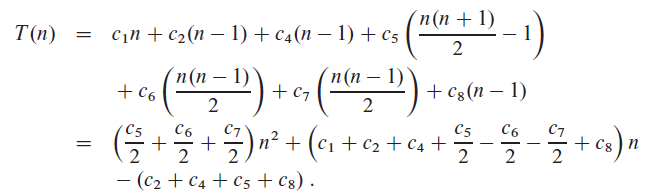 T(n) = c₁n + c₂(n − 1) + c₄(n − 1) + c₅ (n(n + 1)/2 − 1)
+ c₆ (n(n − 1)/2) + c₇ (n(n − 1)/2) + c₈(n − 1)
= (c₅/2 + c₆/2 + c₇/2) n² + (c₁ + c₂ + c₄ + c₅/2 − c₆/2 − c₇/2 + c₈) n
− (c₂ + c₄ + c₅ + c₈) .